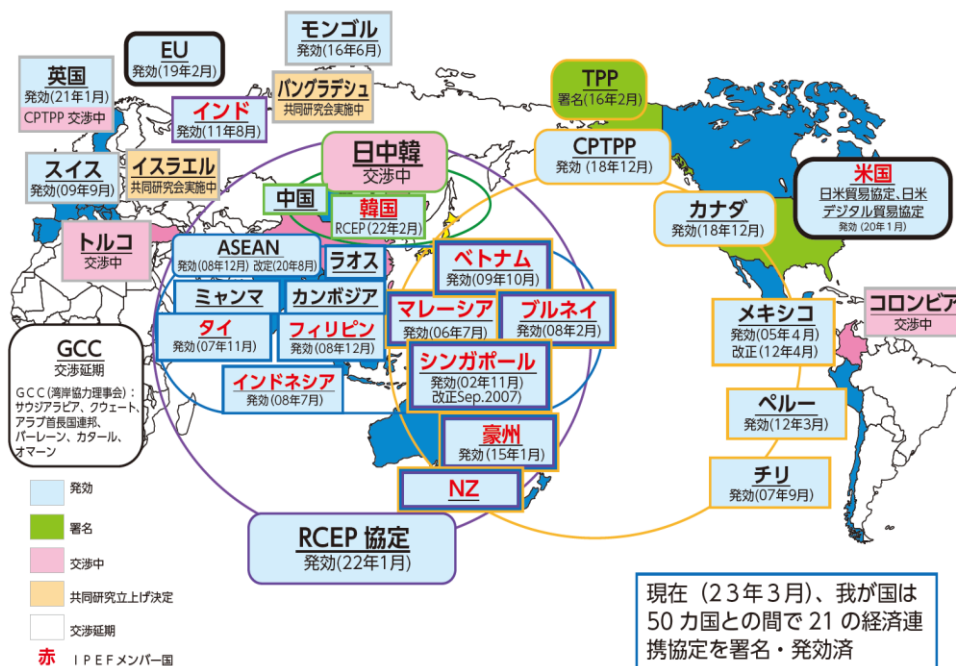 モンゴル
発効(16年6月)
EU
発効(19年2月)
英国
発効(21年1月)
CPTPP 交渉中
バングラデシュ
共同研究会実施中
インド
発効(11年8月)
TPP
署名(16年2月)
CPTPP
発効(18年12月)
日中韓
交渉中
スイス
発効(09年9月)
イスラエル
共同研究会実施中
米国
日米貿易協定、日米
デジタル貿易協定
発効(20年1月)
中国
韓国
RCEP(22年2月)
カナダ
発効(18年12月)
トルコ
交渉中
ASEAN
発効(08年12月) 改定(20年8月)
ラオス
ベトナム
発効(09年10月)
ミャンマ
カンボジア
マレーシア
発効(06年7月)
ブルネイ
発効(08年2月)
メキシコ
発効(05年4月)
改正(12年4月)
コロンビア
交渉中
タイ
発効(07年11月)
フィリピン
発効(08年12月)
シンガポール
発効(02年11月)
改正Sep.2007)
インドネシア
発効(08年7月)
GCC
交渉延期
GCC(湾岸協力理事会):
サウジアラビア、クウェート、
アラブ首長国連邦、
バーレーン、カタール、
オマーン
ペルー
発効(12年3月)
豪州
発効(15年1月)
チリ
発効(07年9月)
NZ
RCEP 協定
発効(22年1月)
発効
署名
交渉中
共同研究立上げ決定
交渉延期
赤 IPEFメンバー国
現在(23年3月)、我が国は
50カ国との間で21の経済連
携協定を署名・発効済